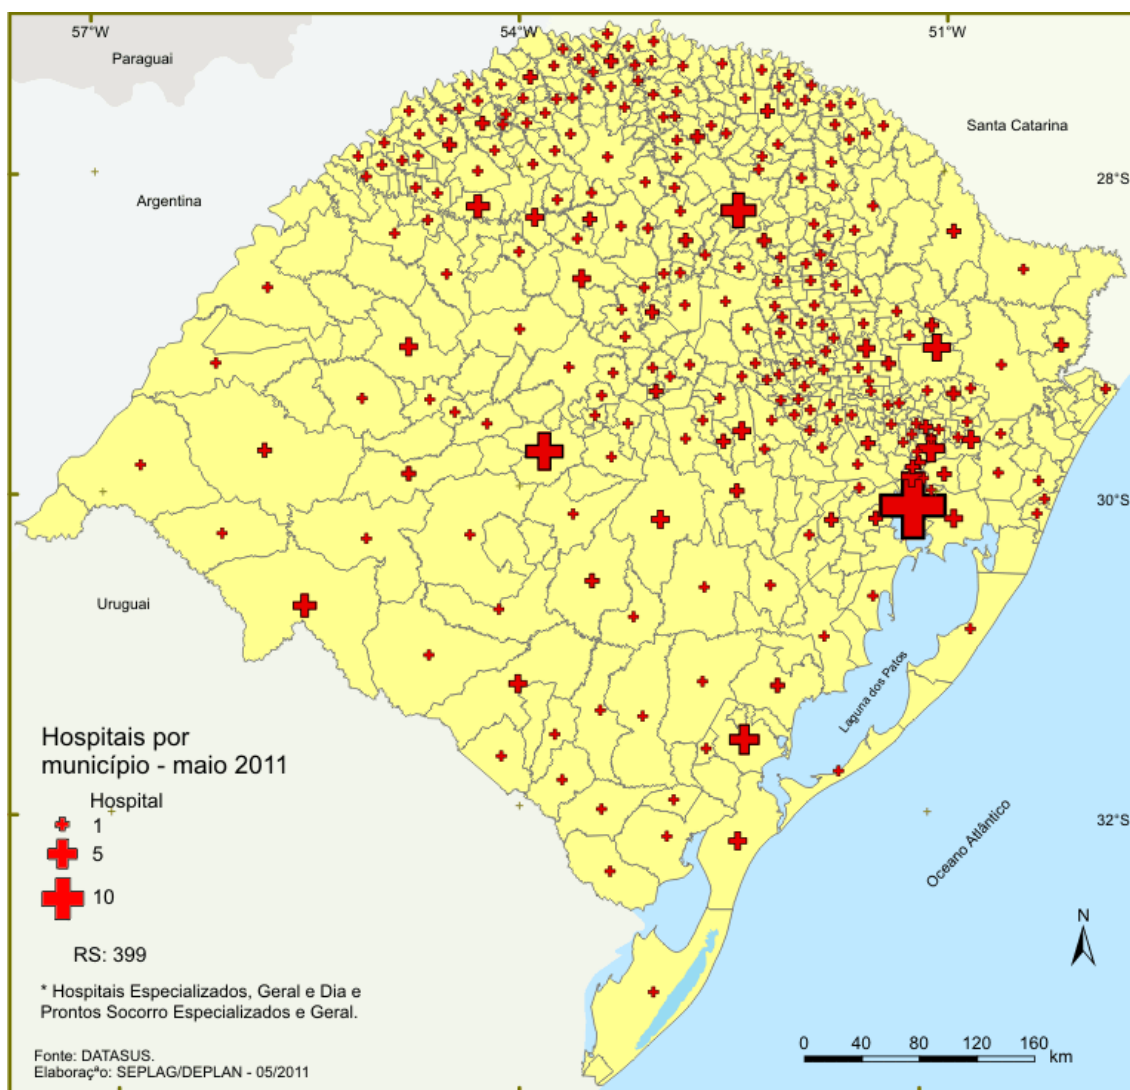 57°W
54°W
51°W
Paraguai
Santa Catarina
28°S
Argentina
30°S
Uruguai
Laguna dos Patos
Hospitais por
município - maio 2011
Hospital
1
5
10
32°S
Oceano Atlântico
N
RS: 399
* Hospitais Especializados, Geral e Dia e
Prontos Socorro Especializados e Geral.
Fonte: DATASUS.
Elaboraçªo: SEPLAG/DEPLAN - 05/2011
0 40 80 120 160
km